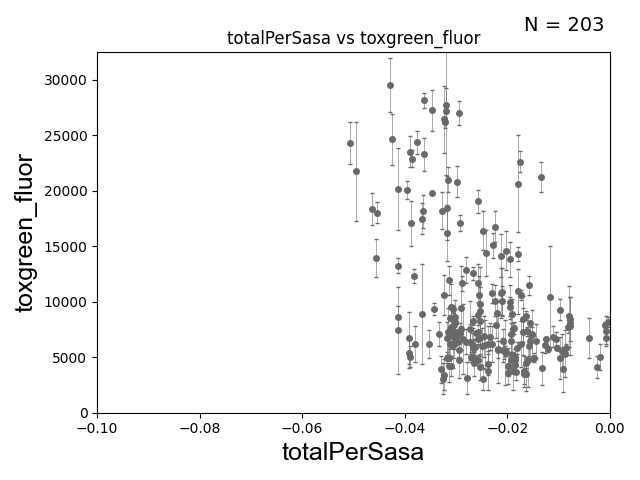 N = 203
totalPerSasa vs toxgreen_fluor
toxgreen_fluor
30000
25000
20000
15000
10000
5000
0
−0.10 −0.08 −0.06 −0.04 −0.02 0.00
totalPerSasa